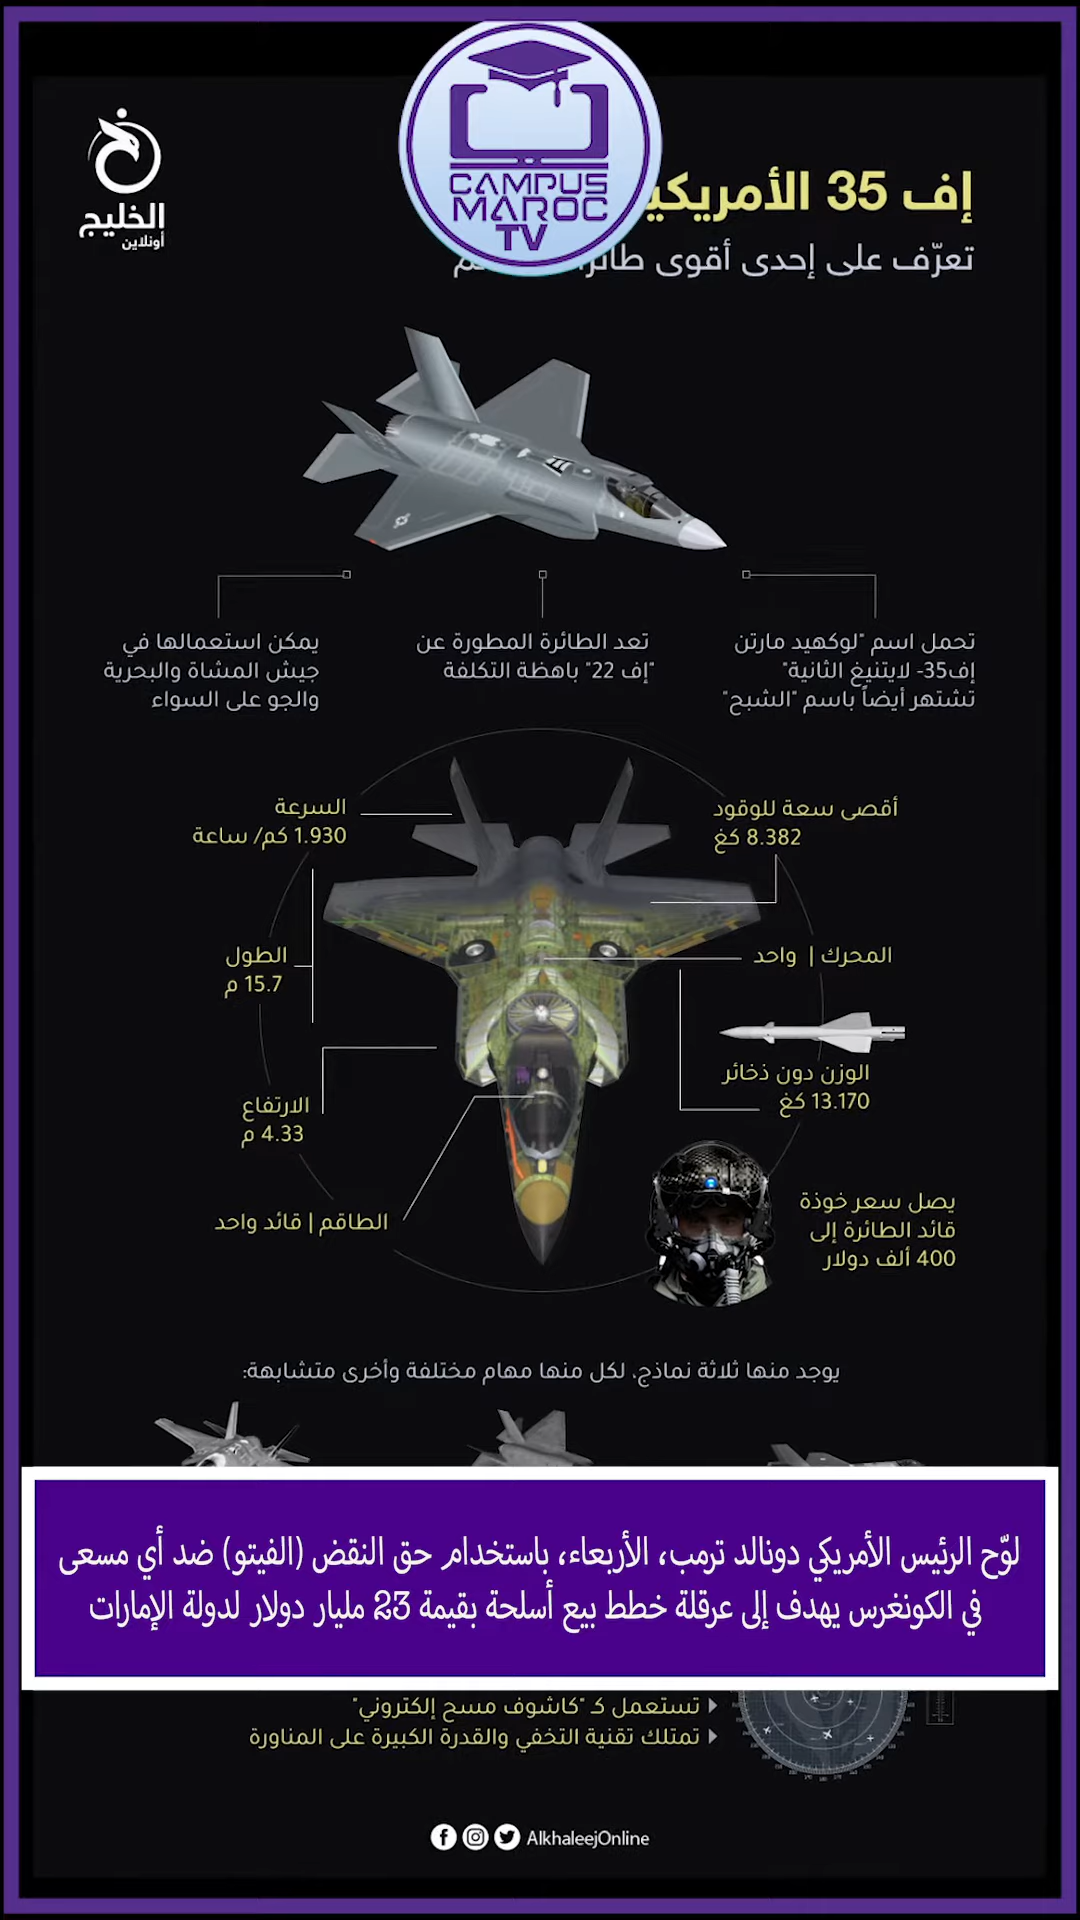 CAMPUS
MAROC
TV
الخليج
أونلاين
إف 35 الأمريكية
تعرّف على إحدى أقوى
تحمل اسم "لوكهيد مارتن
إف35- لايتنيغ الثانية"
تشتهر أيضاً باسم "الشبح"
تعد الطائرة المطورة عن
"إف 22" باهظة التكلفة
يمكن استعمالها في
جيش المشاة والبحرية
والجو على السواء
أقصى سعة للوقود
8.382 كغ
السرعة
1.930 كم/ ساعة
المحرك | واحد
الطول
15.7 م
الوزن دون ذخائر
13.170 كغ
الارتفاع
4.33 م
يصل سعر خوذة
قائد الطائرة إلى
400 ألف دولار
الطاقم | قائد واحد
يوجد منها ثلاثة نماذج، لكل منها مهام مختلفة وأخرى متشابهة:
لوّح الرئيس الأمريكي دونالد ترمب، الأربعاء، باستخدام حق النقض (الفيتو) ضد أي مسعى
في الكونغرس يهدف إلى عرقلة خطط بيع أسلحة بقيمة 23 مليار دولار لدولة الإمارات
تستعمل كـ "كاشوف مسح إلكتروني"
تمتلك تقنية التخفي والقدرة الكبيرة على المناورة
AlkhaleejOnline